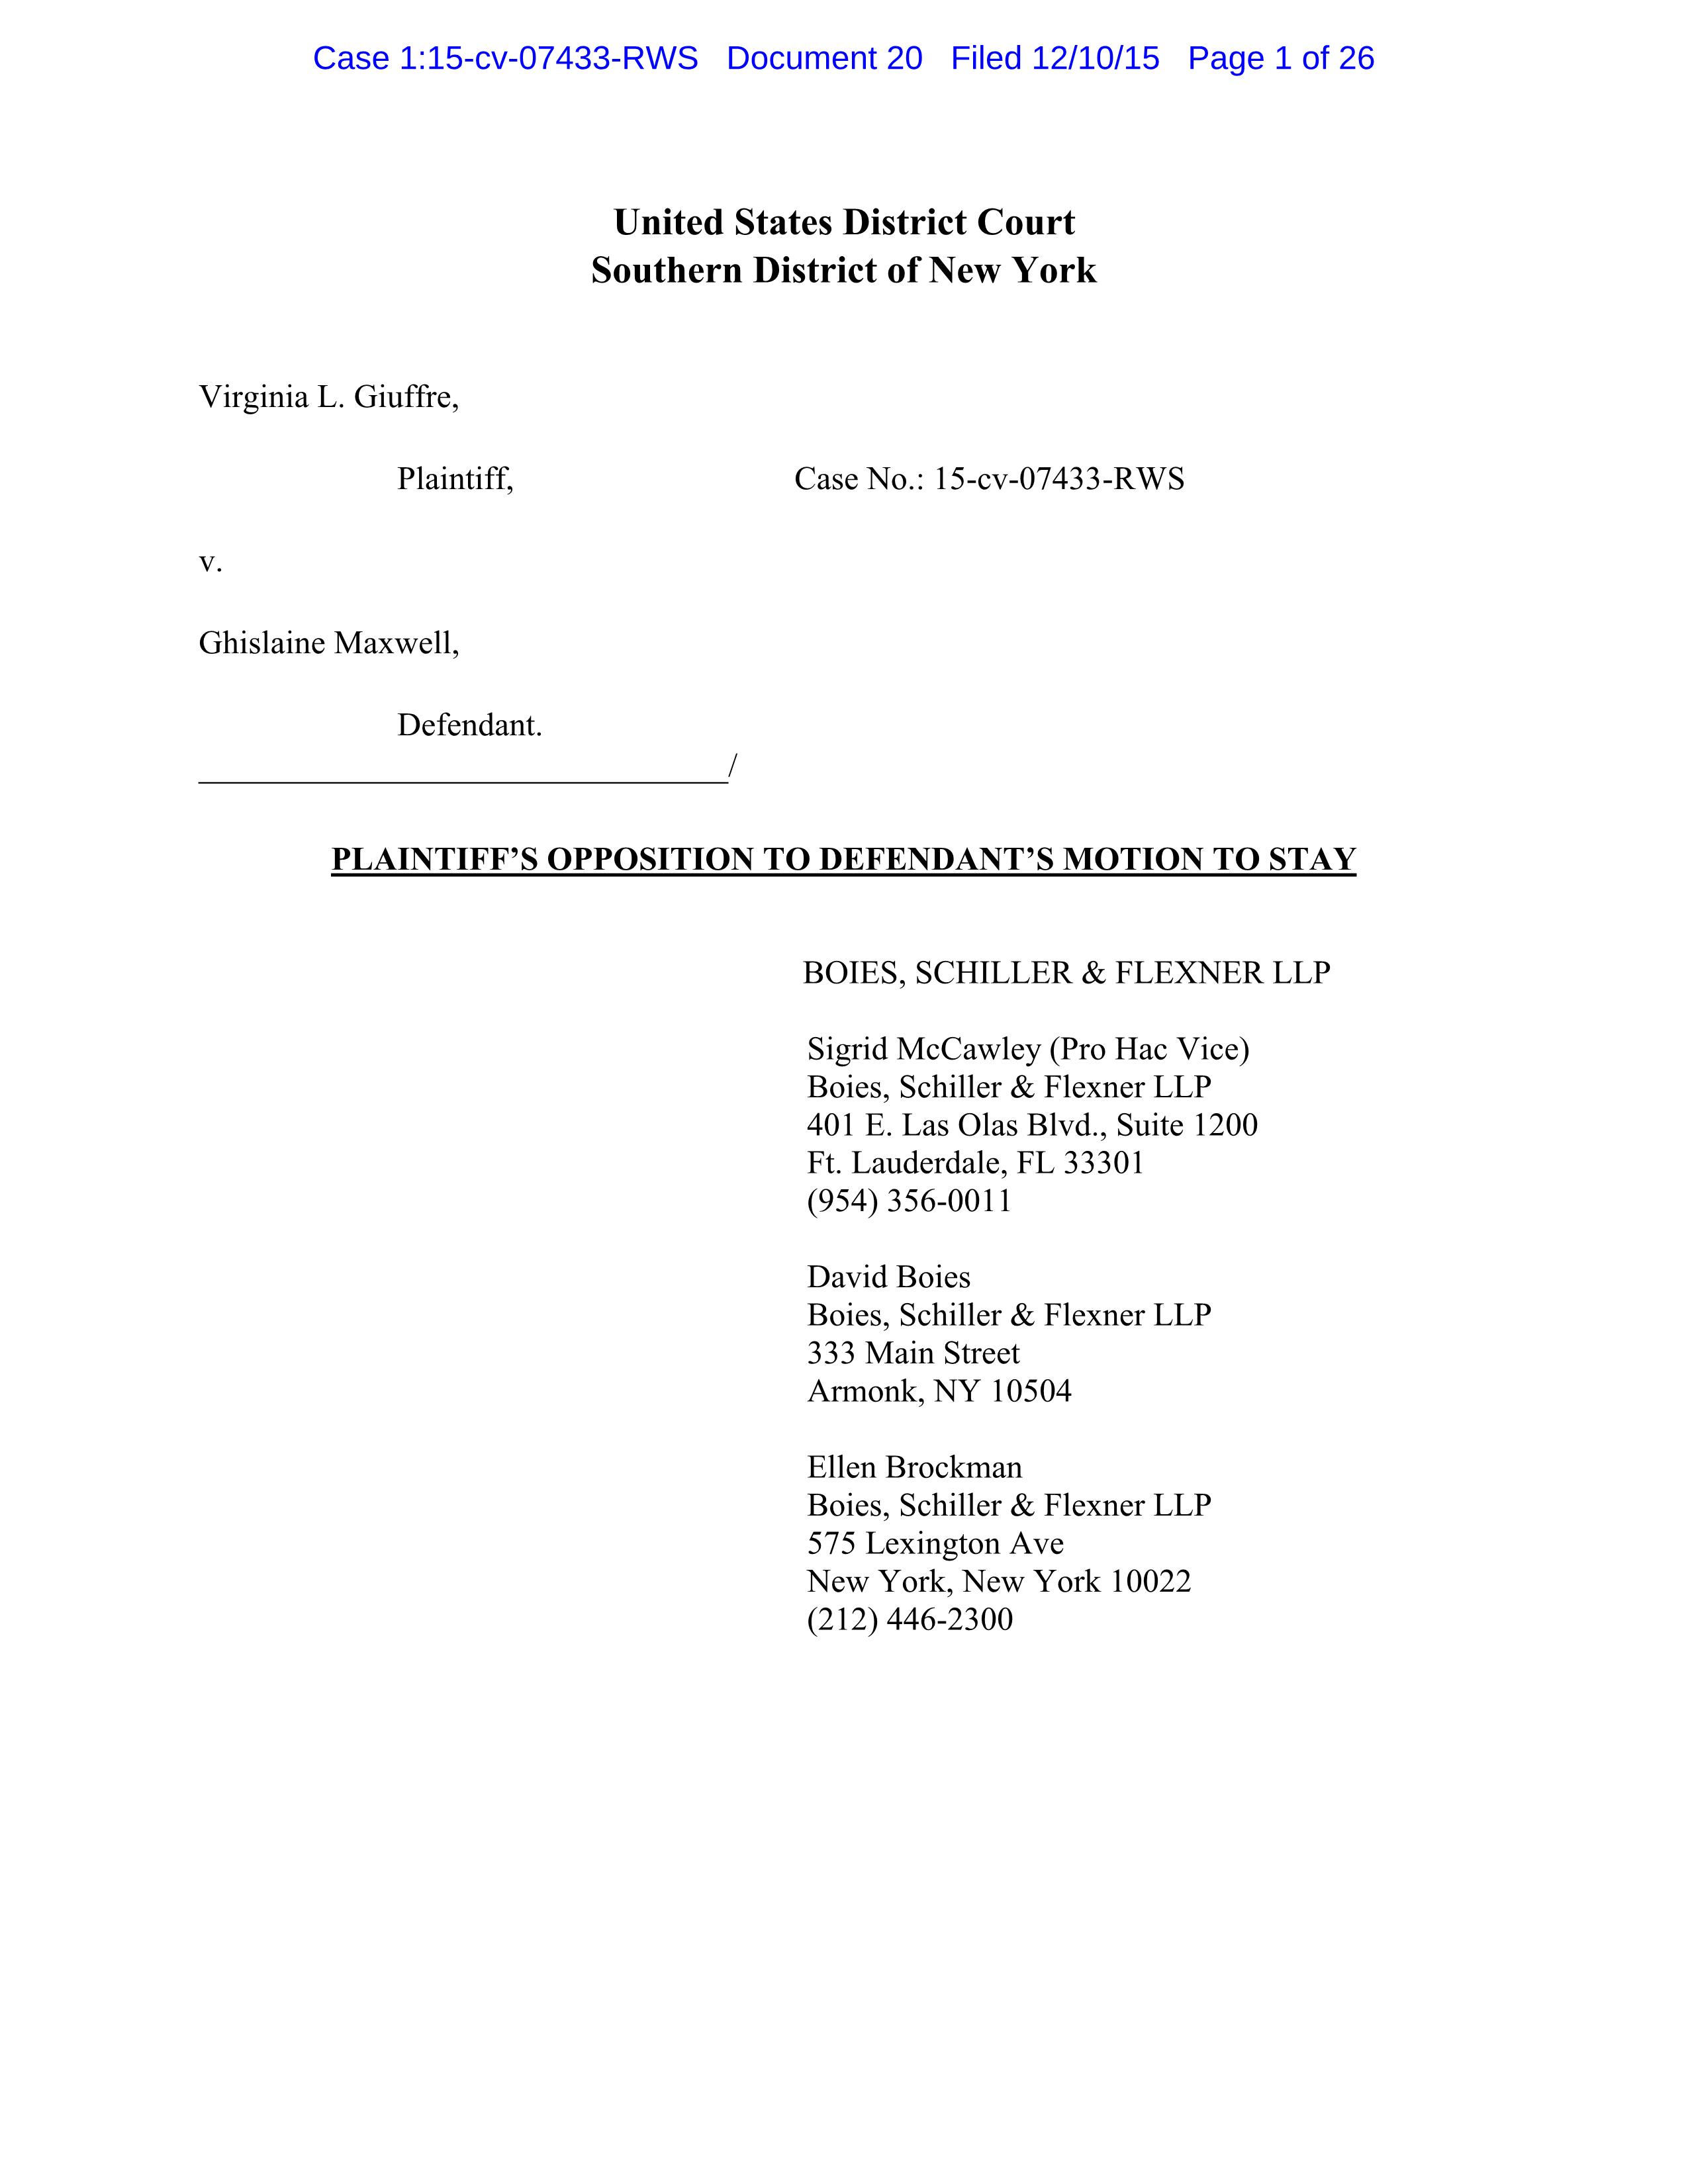 Case 1:15-cv-07433-RWS Document 20 Filed 12/10/15 Page 1 of 26
United States District Court
Southern District of New York
Virginia L. Giuffre,
Plaintiff, Case No.: 15-cv-07433-RWS
v.
Ghislaine Maxwell,
Defendant.
________________________________/
PLAINTIFF’S OPPOSITION TO DEFENDANT’S MOTION TO STAY
BOIES, SCHILLER & FLEXNER LLP
Sigrid McCawley (Pro Hac Vice)
Boies, Schiller & Flexner LLP
401 E. Las Olas Blvd., Suite 1200
Ft. Lauderdale, FL 33301
(954) 356-0011
David Boies
Boies, Schiller & Flexner LLP
333 Main Street
Armonk, NY 10504
Ellen Brockman
Boies, Schiller & Flexner LLP
575 Lexington Ave
New York, New York 10022
(212) 446-2300